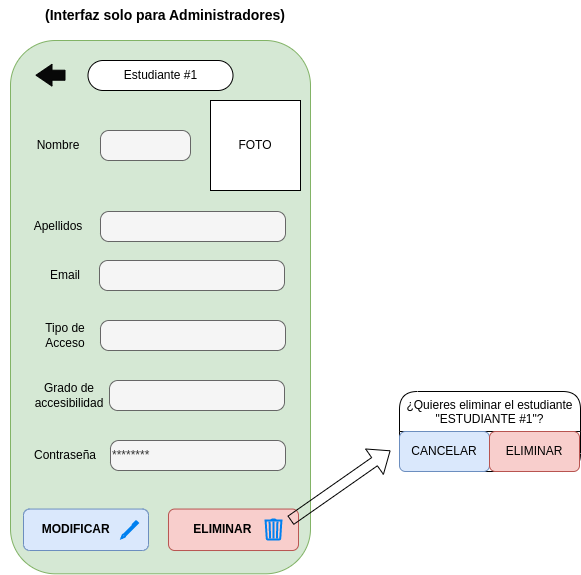 (Interfaz solo para Administradores)
Estudiante #1
Nombre
FOTO
Apellidos
Email
Tipo de
Acceso
Grado de
accesibilidad
Contraseña
********
MODIFICAR
ELIMINAR
¿Quieres eliminar el estudiante
"ESTUDIANTE #1"?
CANCELAR
ELIMINAR